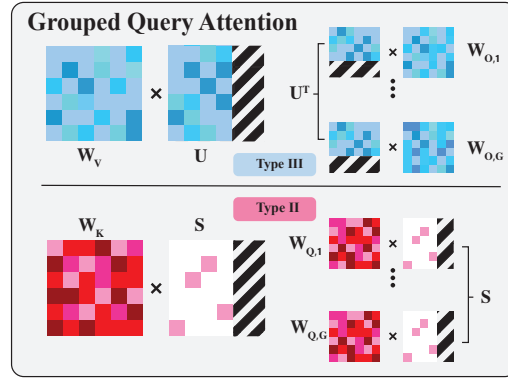 Grouped Query Attention
× × W_O,1
U^T
W_V U × W_O,G
Type III
Type II
W_K S
W_Q,1 ×
× S
W_Q,G ×